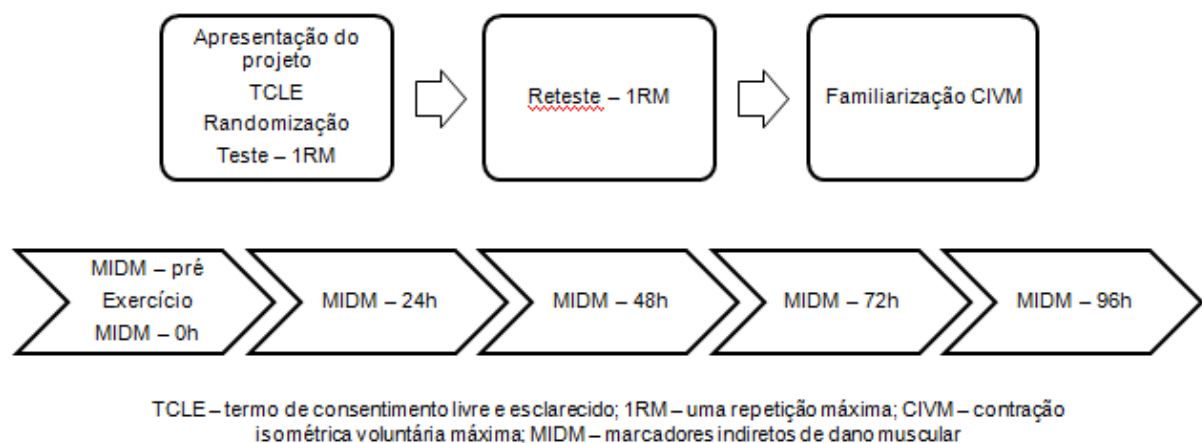 Apresentação do
projeto
TCLE
Randomização
Teste – 1RM
Reteste – 1RM
Familiarização CIVM
MIDM – pré
Exercício
MIDM – 0h
MIDM – 24h
MIDM – 48h
MIDM – 72h
MIDM – 96h
TCLE – termo de consentimento livre e esclarecido; 1RM – uma repetição máxima; CIVM – contração
isométrica voluntária máxima; MIDM – marcadores indiretos de dano muscular